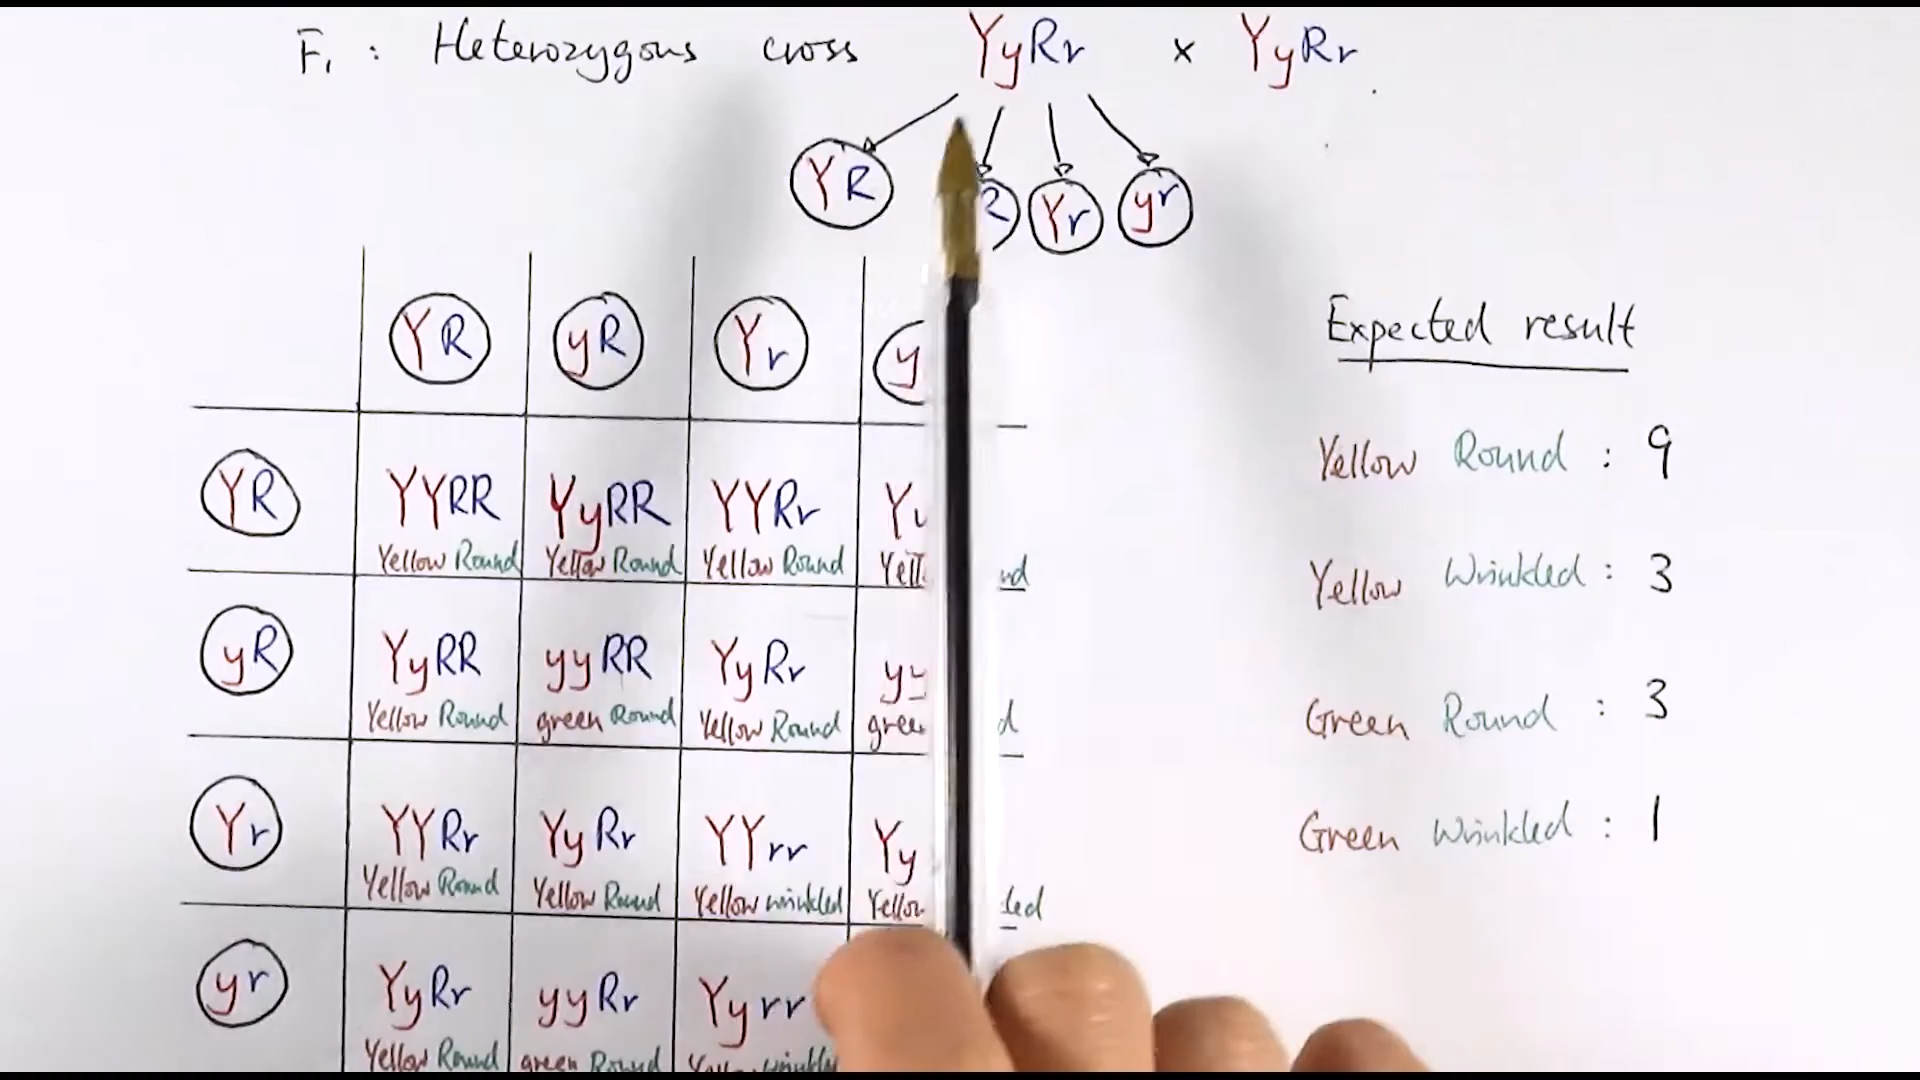 F₁ : Heterozygous cross YyRr x YyRr
YR R Yr yr
YR yR Yr y
Expected result
YR YYRR YyRR YYRr
Yellow Round Yellow Round Yellow Round
Yellow Round : 9
yR YyRR yyRR YyRr
Yellow Round green Round Yellow Round
Yellow Wrinkled : 3
Green Round : 3
Yr YYRr YyRr YYrr Yy
Yellow Round Yellow Round Yellow wrinkled
Green Wrinkled : 1
yr YyRr yyRr Yyrr
Yellow Round green Round